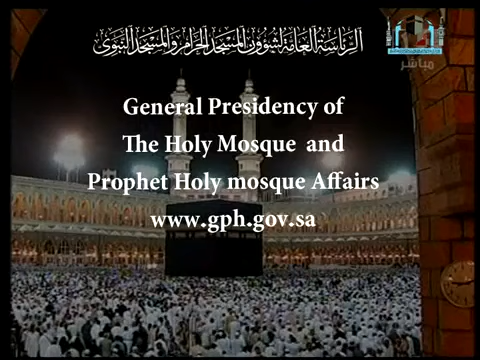 الرئاسة العامة لشؤون المسجد الحرام والمسجد النبوي
مباشر
General Presidency of
The Holy Mosque and
Prophet Holy mosque Affairs
www.gph.gov.sa